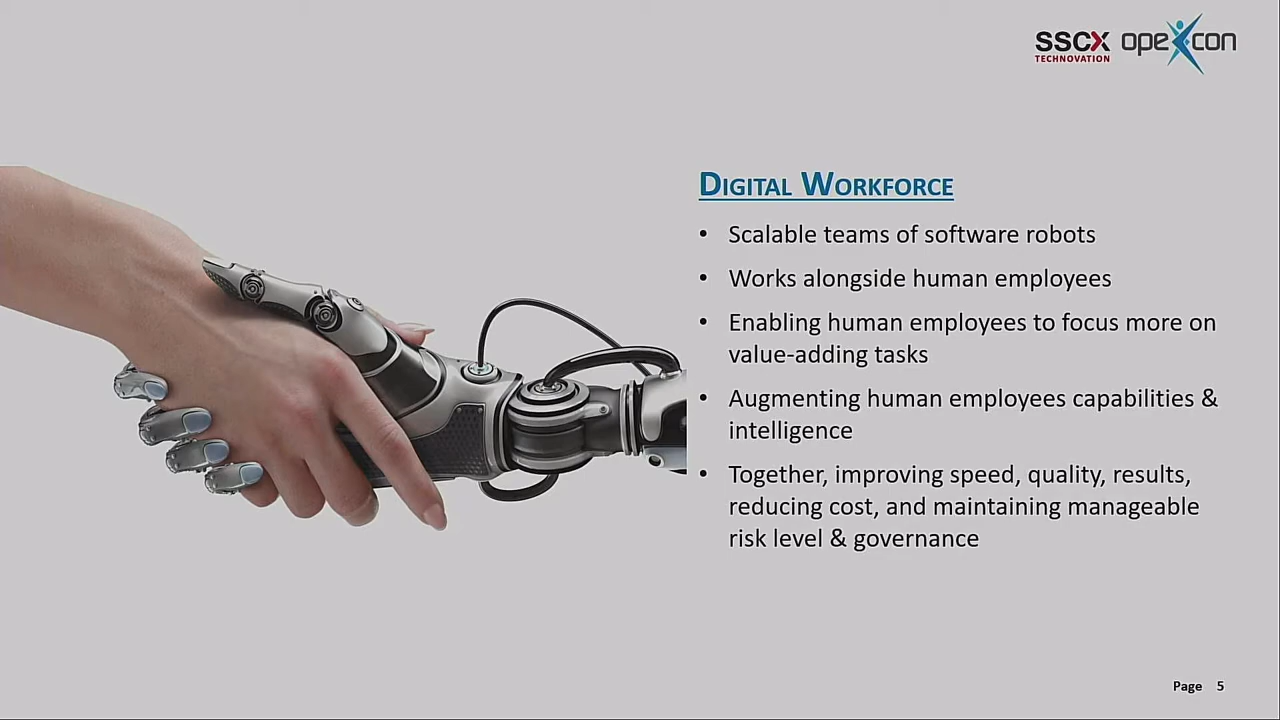 SSCX
TECHNOVATION
opexcon
DIGITAL WORKFORCE
• Scalable teams of software robots
• Works alongside human employees
• Enabling human employees to focus more on
value-adding tasks
• Augmenting human employees capabilities &
intelligence
• Together, improving speed, quality, results,
reducing cost, and maintaining manageable
risk level & governance
Page 5